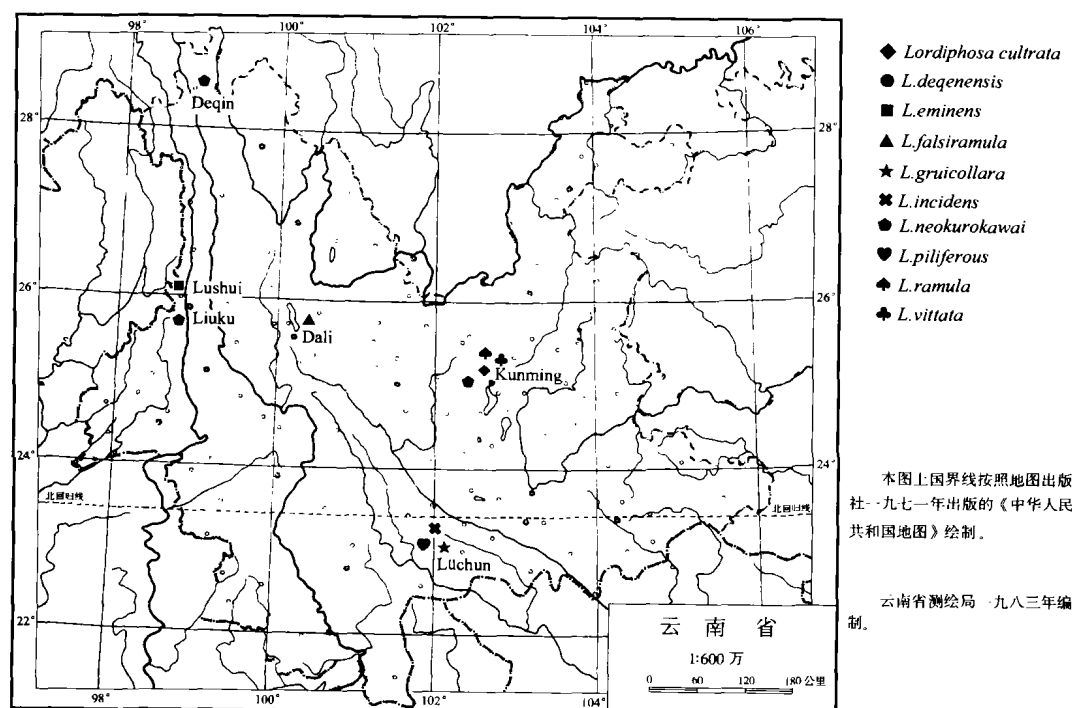 98° 100° 102° 104° 106°
Deqin
28° 28°
Lushui
26° 26°
Liuku
Dali
Kunming
24° 24°
北回归线 北回归线
Luchun
22°
98° 100° 102° 104°
云南省
1:600 万
0 60 120 180 公里
Lordiphosa cultrata
L.deqenensis
L.eminens
L.falsiramula
L.gruicollara
L.incidens
L.neokurokawai
L.piliferous
L.ramula
L.vittata
本图上国界线按照地图出版
社一九七一年出版的《中华人民
共和国地图》绘制。
云南省测绘局一九八三年编
制。